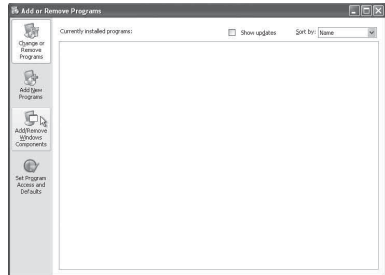 Add or Remove Programs
Change or
Remove
Programs
Currently installed programs:
Show updates
Sort by: Name
Add New
Programs
Add/Remove
Windows
Components
Set Program
Access and
Defaults